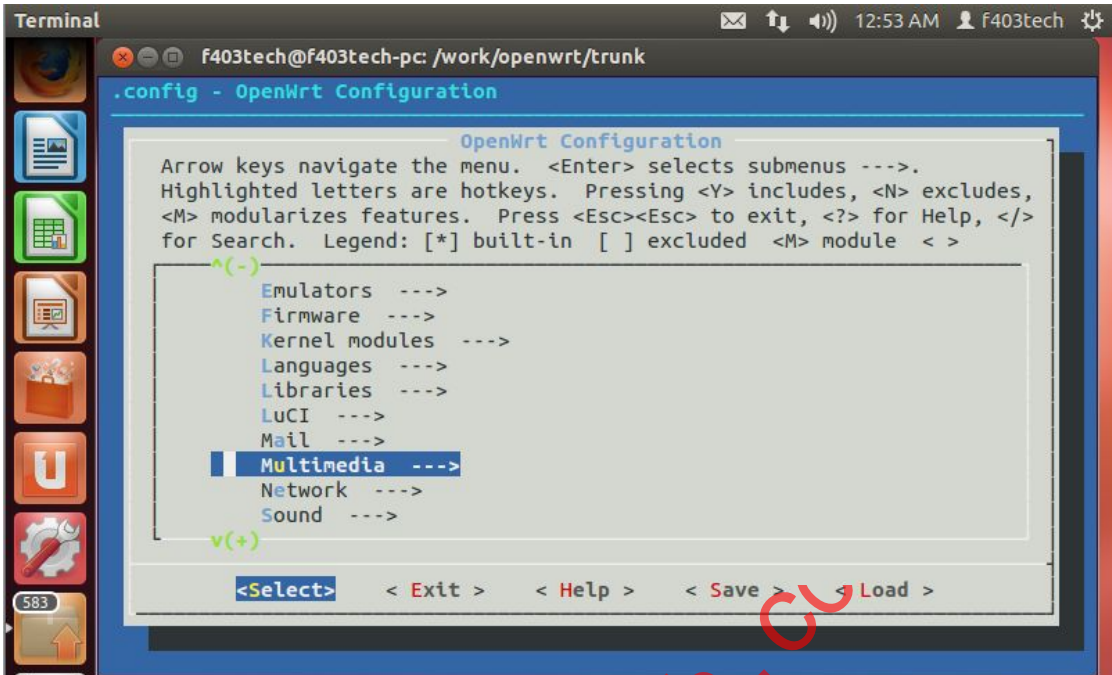 Terminal
12:53 AM f403tech
f403tech@f403tech-pc: /work/openwrt/trunk
.config - OpenWrt Configuration
OpenWrt Configuration
Arrow keys navigate the menu.  <Enter> selects submenus --->.
Highlighted letters are hotkeys.  Pressing <Y> includes, <N> excludes,
<M> modularizes features.  Press <Esc><Esc> to exit, <?> for Help, </>
for Search.  Legend: [*] built-in  [ ] excluded  <M> module  < >
^(-)
Emulators  --->
Firmware  --->
Kernel modules  --->
Languages  --->
Libraries  --->
LuCI  --->
Mail  --->
Multimedia  --->
Network  --->
Sound  --->
v(+)
<Select>    < Exit >    < Help >    < Save >    < Load >
583